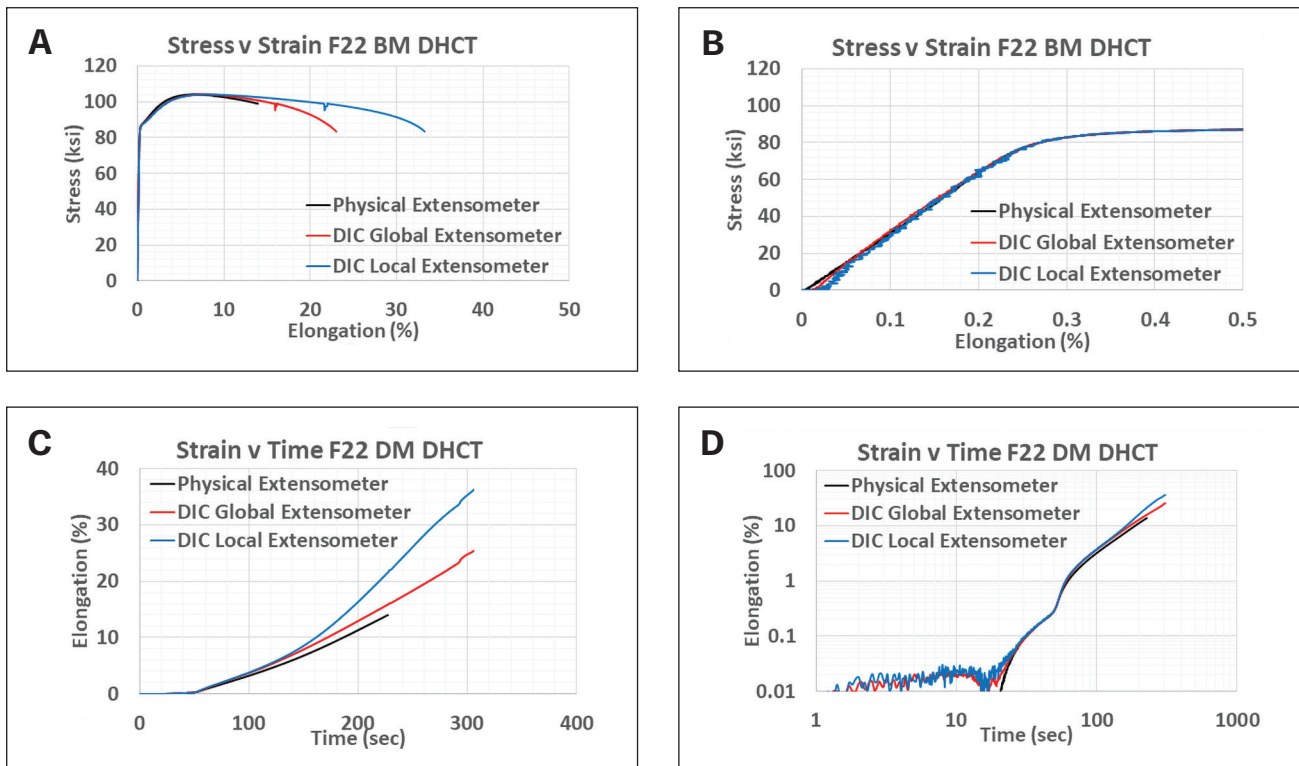 A
Stress v Strain F22 BM DHCT
120
100
80
60
40
20
0
Stress (ksi)
Physical Extensometer
DIC Global Extensometer
DIC Local Extensometer
0 10 20 30 40 50
Elongation (%)
B
Stress v Strain F22 BM DHCT
120
100
80
60
40
20
0
Stress (ksi)
Physical Extensometer
DIC Global Extensometer
DIC Local Extensometer
0 0.1 0.2 0.3 0.4 0.5
Elongation (%)
C
Strain v Time F22 DM DHCT
40
30
20
10
0
Elongation (%)
Physical Extensometer
DIC Global Extensometer
DIC Local Extensometer
0 100 200 300 400
Time (sec)
D
Strain v Time F22 DM DHCT
100
10
1
0.1
0.01
Elongation (%)
Physical Extensometer
DIC Global Extensometer
DIC Local Extensometer
1 10 100 1000
Time (sec)